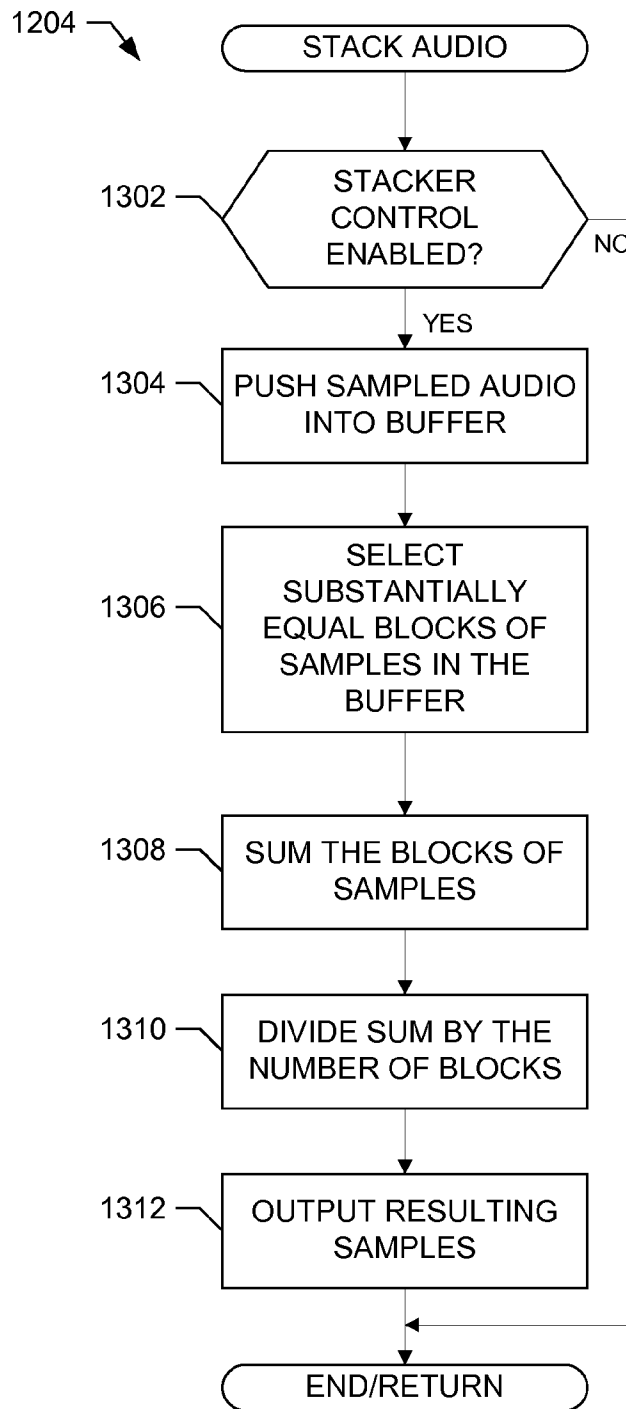 1204
STACK AUDIO
1302
STACKER
CONTROL
ENABLED?
NO
YES
1304
PUSH SAMPLED AUDIO
INTO BUFFER
1306
SELECT
SUBSTANTIALLY
EQUAL BLOCKS OF
SAMPLES IN THE
BUFFER
1308
SUM THE BLOCKS OF
SAMPLES
1310
DIVIDE SUM BY THE
NUMBER OF BLOCKS
1312
OUTPUT RESULTING
SAMPLES
END/RETURN